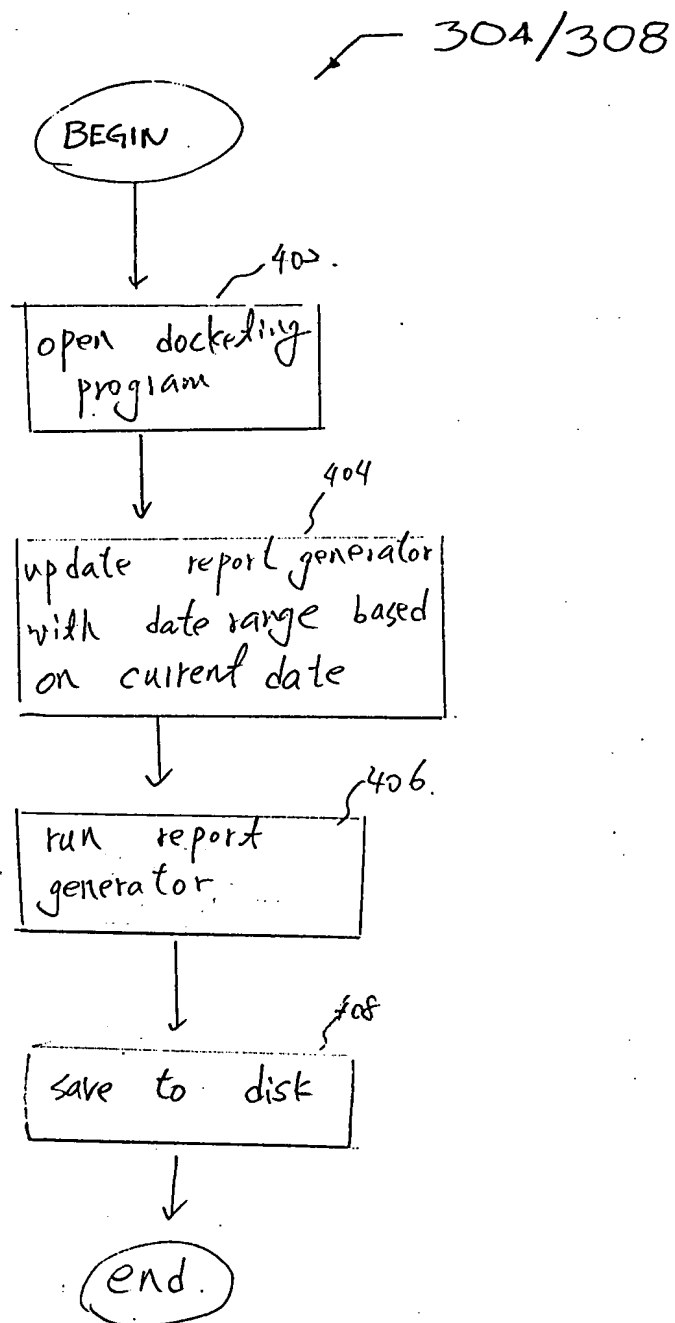 304/308
BEGIN
402.
open docketing
program
404
update report generator
with date range based
on current date
406.
run report
generator.
408
save to disk
end.